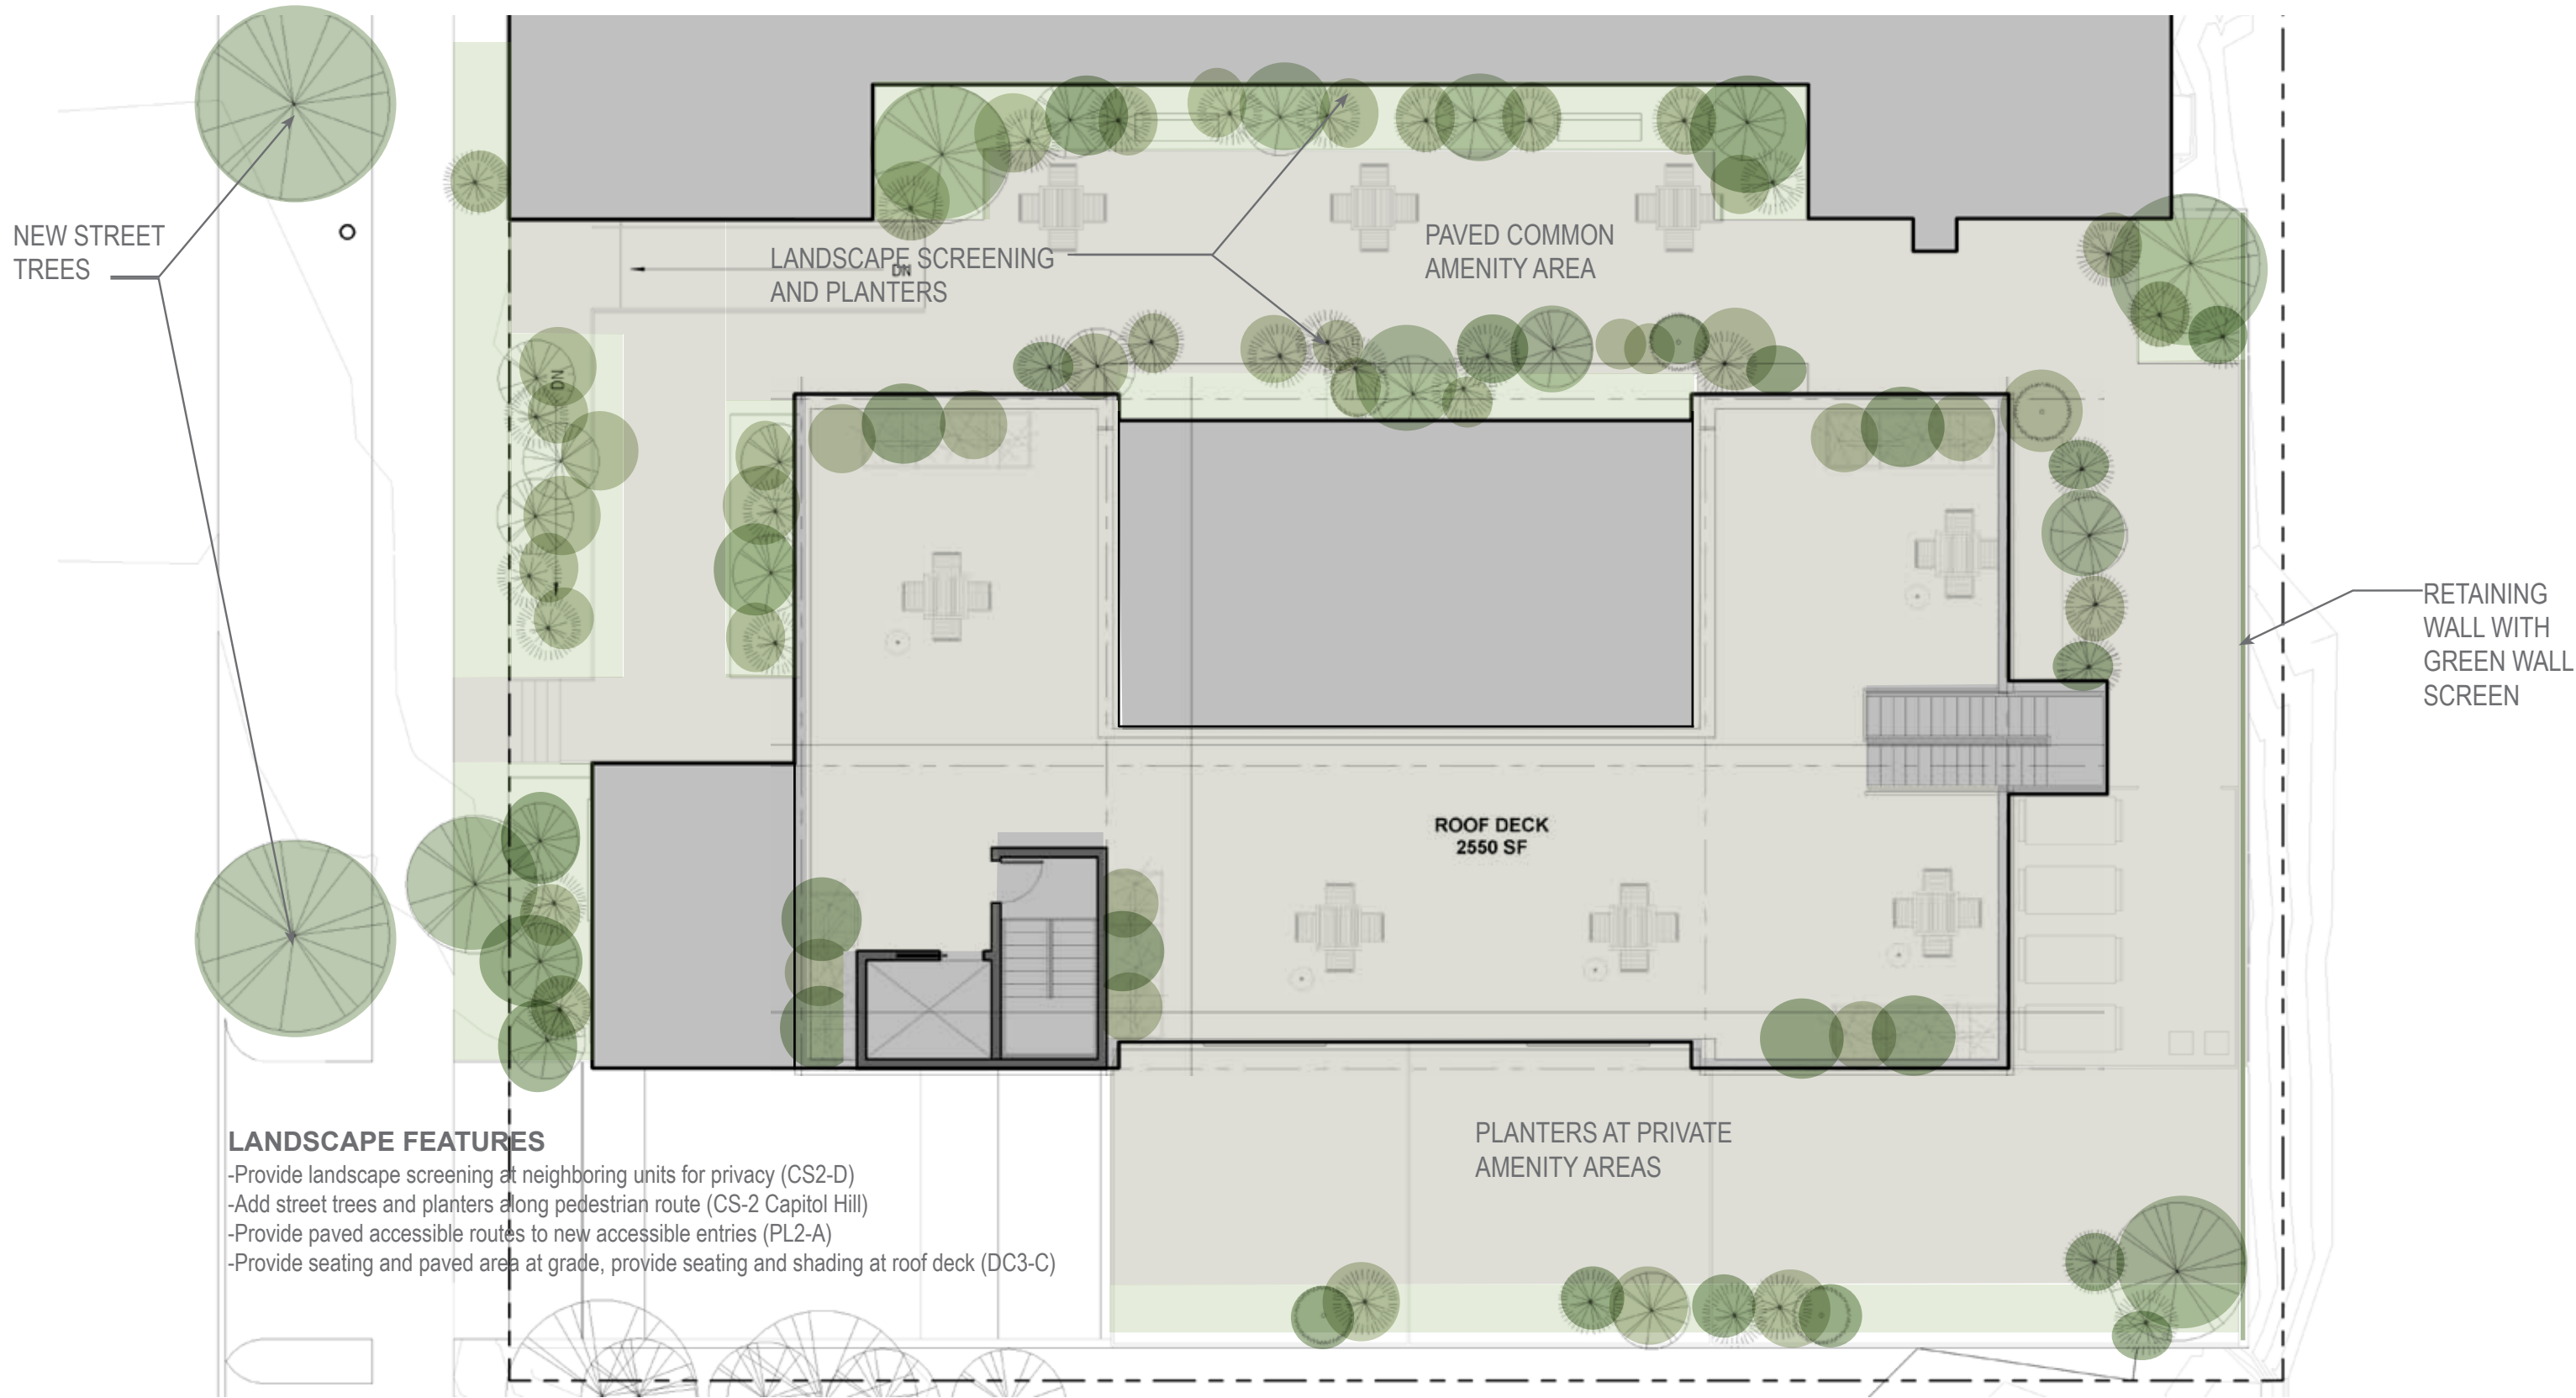 NEW STREET
TREES
LANDSCAPE SCREENING
AND PLANTERS
DN
PAVED COMMON
AMENITY AREA
DN
RETAINING
WALL WITH
GREEN WALL
SCREEN
ROOF DECK
2550 SF
PLANTERS AT PRIVATE
AMENITY AREAS
LANDSCAPE FEATURES
-Provide landscape screening at neighboring units for privacy (CS2-D)
-Add street trees and planters along pedestrian route (CS-2 Capitol Hill)
-Provide paved accessible routes to new accessible entries (PL2-A)
-Provide seating and paved area at grade, provide seating and shading at roof deck (DC3-C)